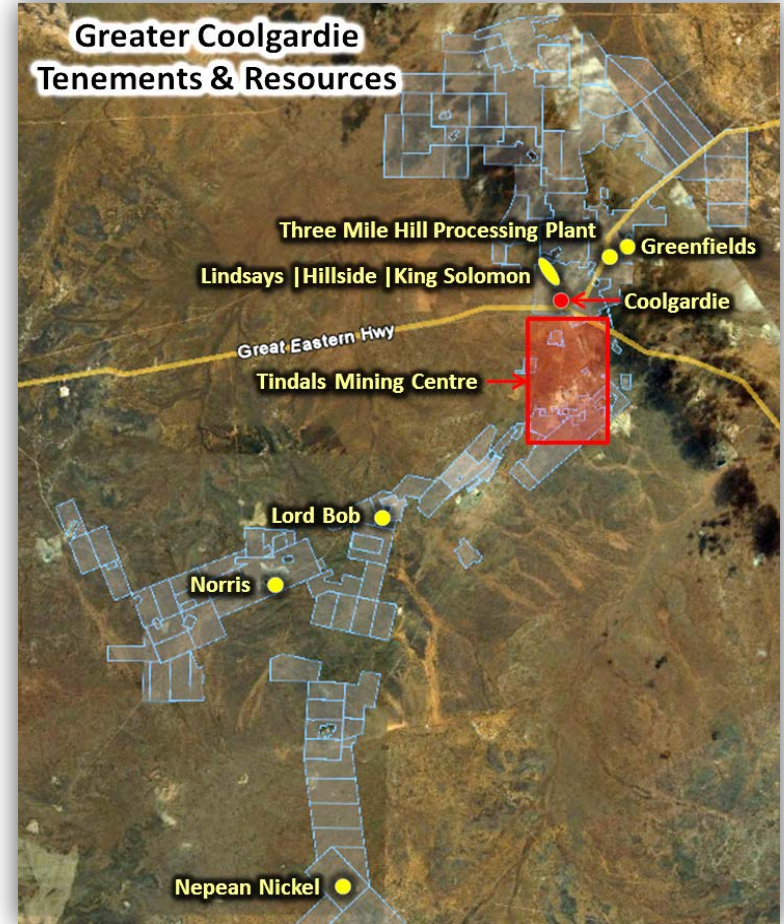 Greater Coolgardie
Tenements & Resources
Three Mile Hill Processing Plant
Greenfields
Lindsays |Hillside |King Solomon
Coolgardie
Great Eastern Hwy
Tindals Mining Centre
Lord Bob
Norris
Nepean Nickel